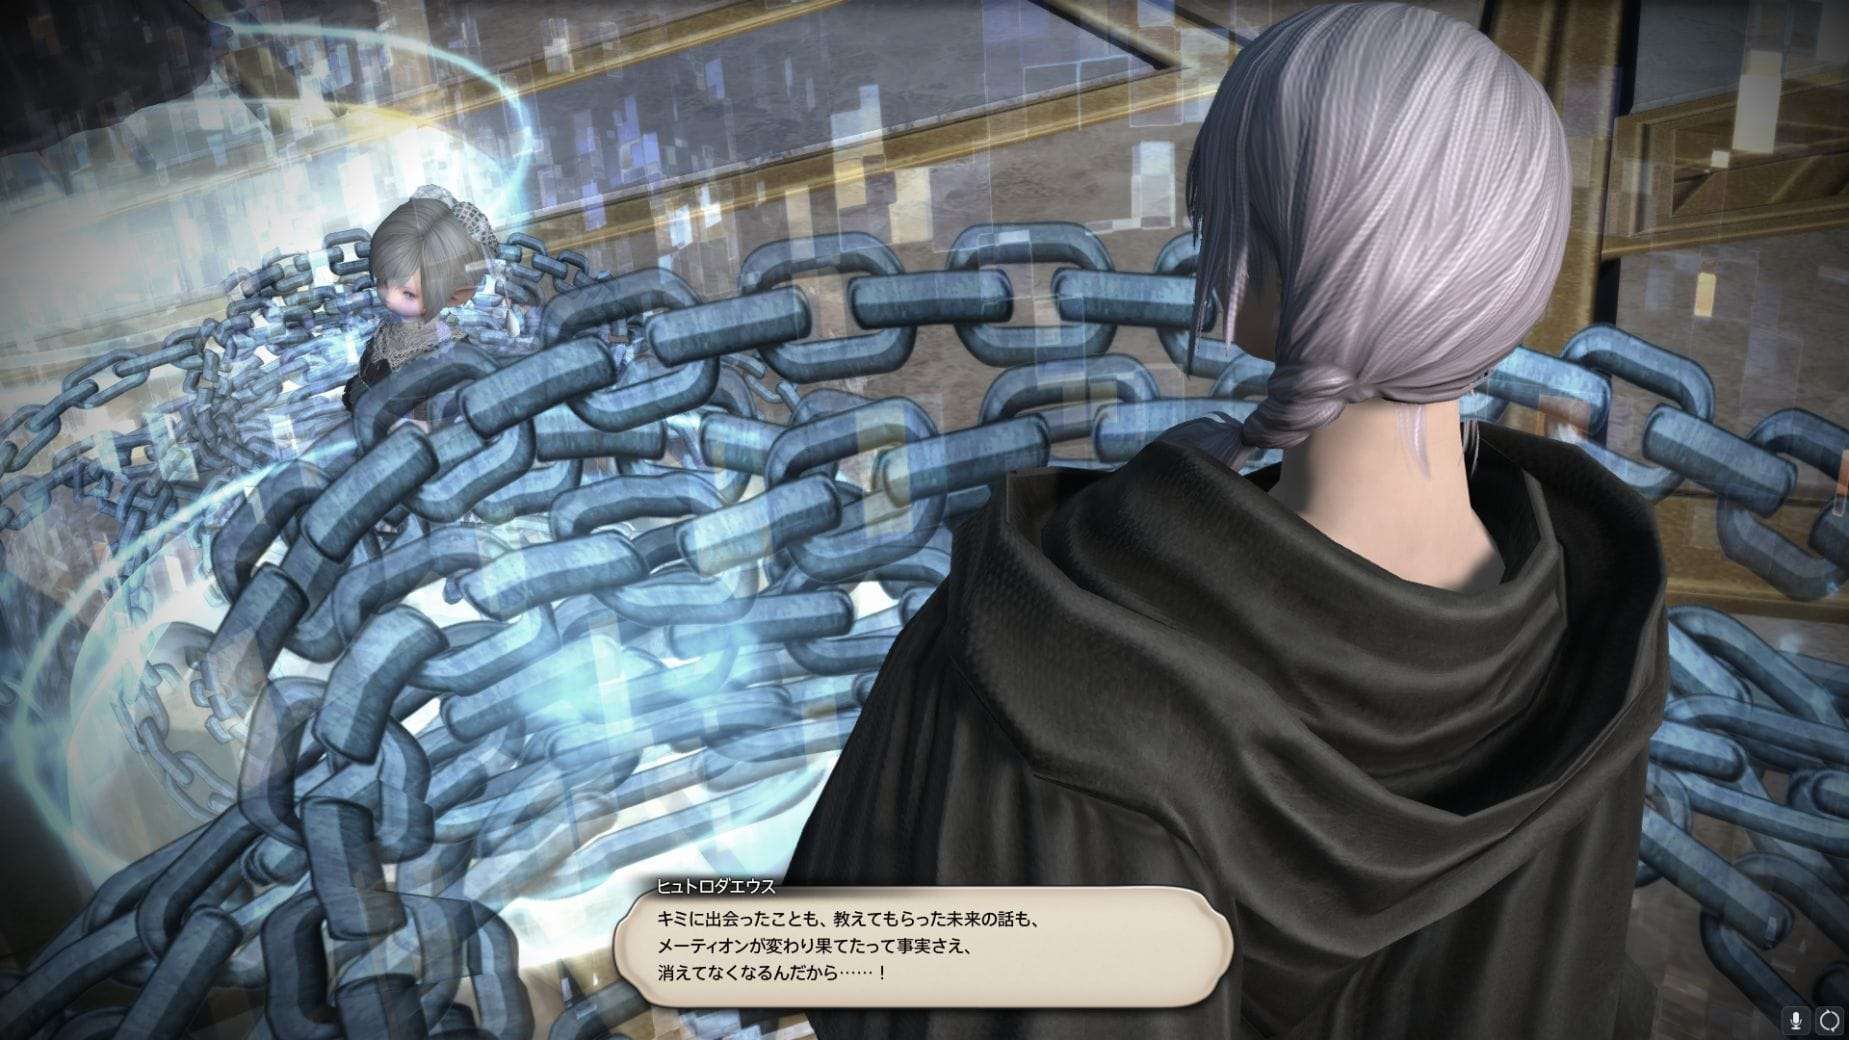 ヒュトロダエウス
キミに出会ったことも、教えてもらった未来の話も、
メーティオンが変わり果てたって事実さえ、
消えてなくなるんだから……！